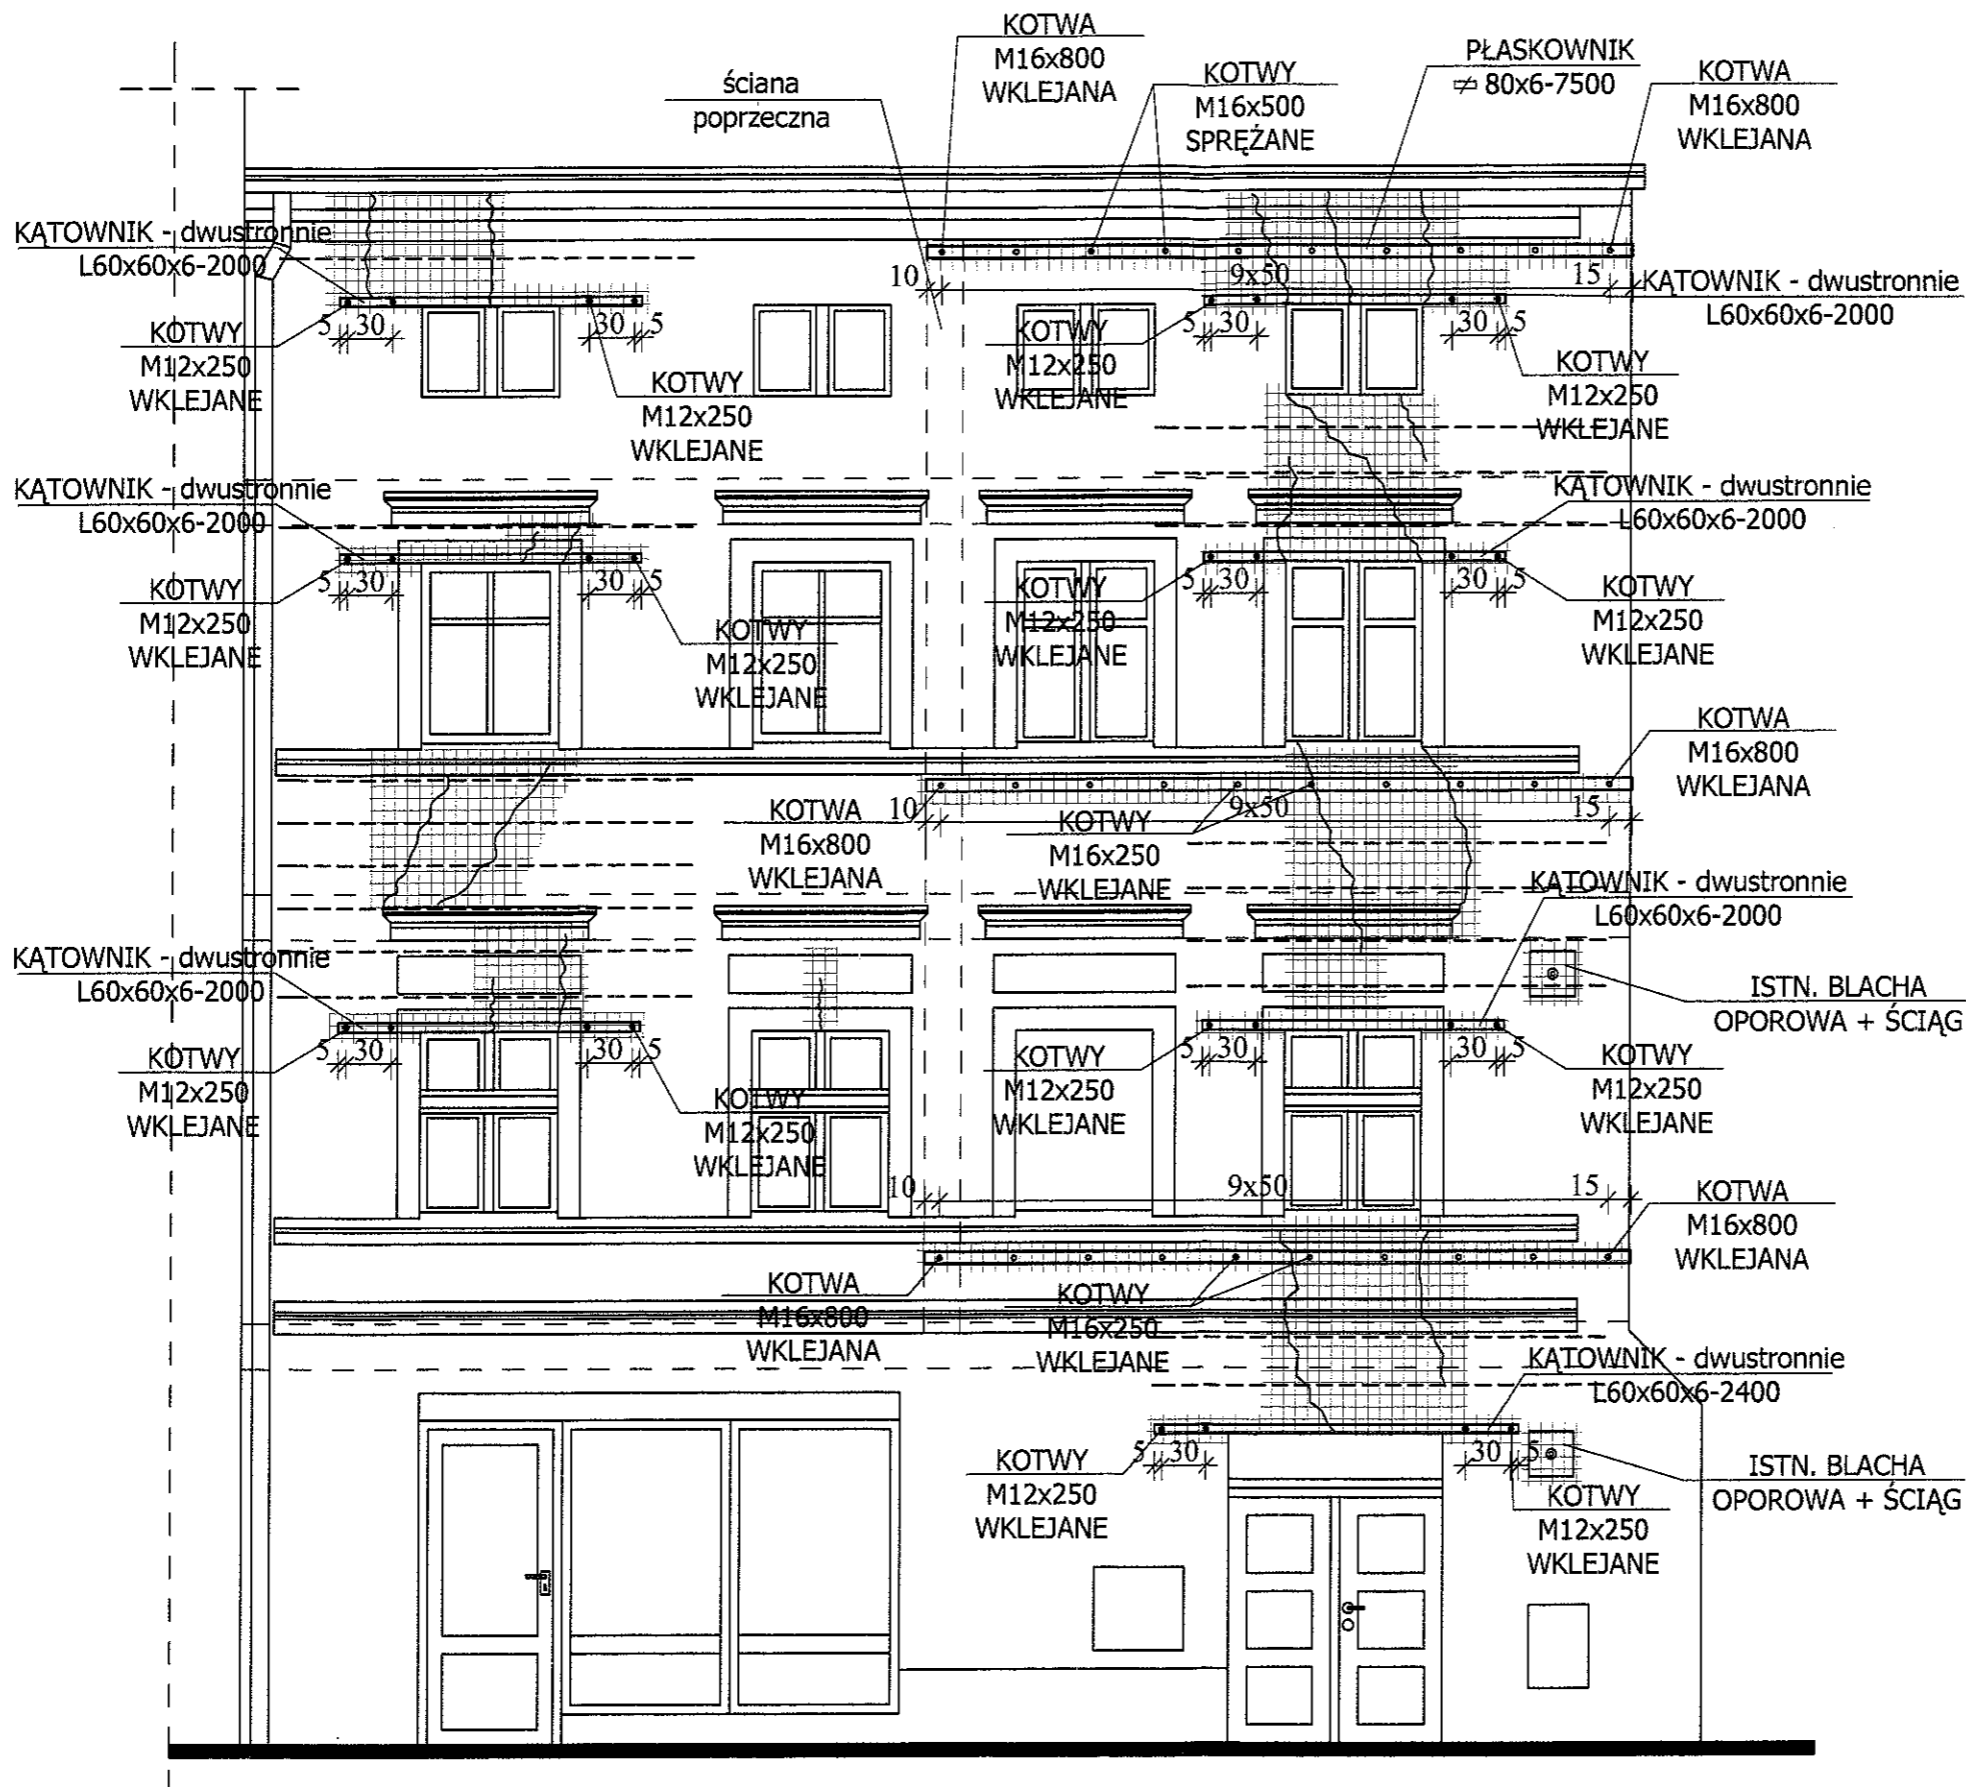 KOTWA
M16x800
WKLEJANA
ściana
poprzeczna
KOTWY
M16x500
SPRĘŻANE
PŁASKOWNIK
≠ 80x6-7500
KOTWA
M16x800
WKLEJANA
KĄTOWNIK - dwustronnie
L60x60x6-2000
10
9x50
15
KĄTOWNIK - dwustronnie
L60x60x6-2000
5
30
30
5
5
30
30
5
KOTWY
M12x250
WKLEJANE
KOTWY
M12x250
WKLEJANE
KOTWY
M12x250
WKLEJANE
KOTWY
M12x250
WKLEJANE
KĄTOWNIK - dwustronnie
L60x60x6-2000
KĄTOWNIK - dwustronnie
L60x60x6-2000
5
30
30
5
5
30
30
5
KOTWY
M12x250
WKLEJANE
KOTWY
M12x250
WKLEJANE
KOTWY
M12x250
WKLEJANE
KOTWY
M12x250
WKLEJANE
KOTWA
M16x800
WKLEJANA
10
9x50
15
KOTWA
M16x800
WKLEJANA
KOTWY
M16x250
WKLEJANE
KĄTOWNIK - dwustronnie
L60x60x6-2000
KĄTOWNIK - dwustronnie
L60x60x6-2000
ISTN. BLACHA
OPOROWA + ŚCIĄG
5
30
30
5
5
30
30
5
KOTWY
M12x250
WKLEJANE
KOTWY
M12x250
WKLEJANE
KOTWY
M12x250
WKLEJANE
KOTWY
M12x250
WKLEJANE
10
9x50
15
KOTWA
M16x800
WKLEJANA
KOTWA
M16x800
WKLEJANA
KOTWY
M16x250
WKLEJANE
KĄTOWNIK - dwustronnie
L60x60x6-2400
5
30
30
5
KOTWY
M12x250
WKLEJANE
KOTWY
M12x250
WKLEJANE
ISTN. BLACHA
OPOROWA + ŚCIĄG